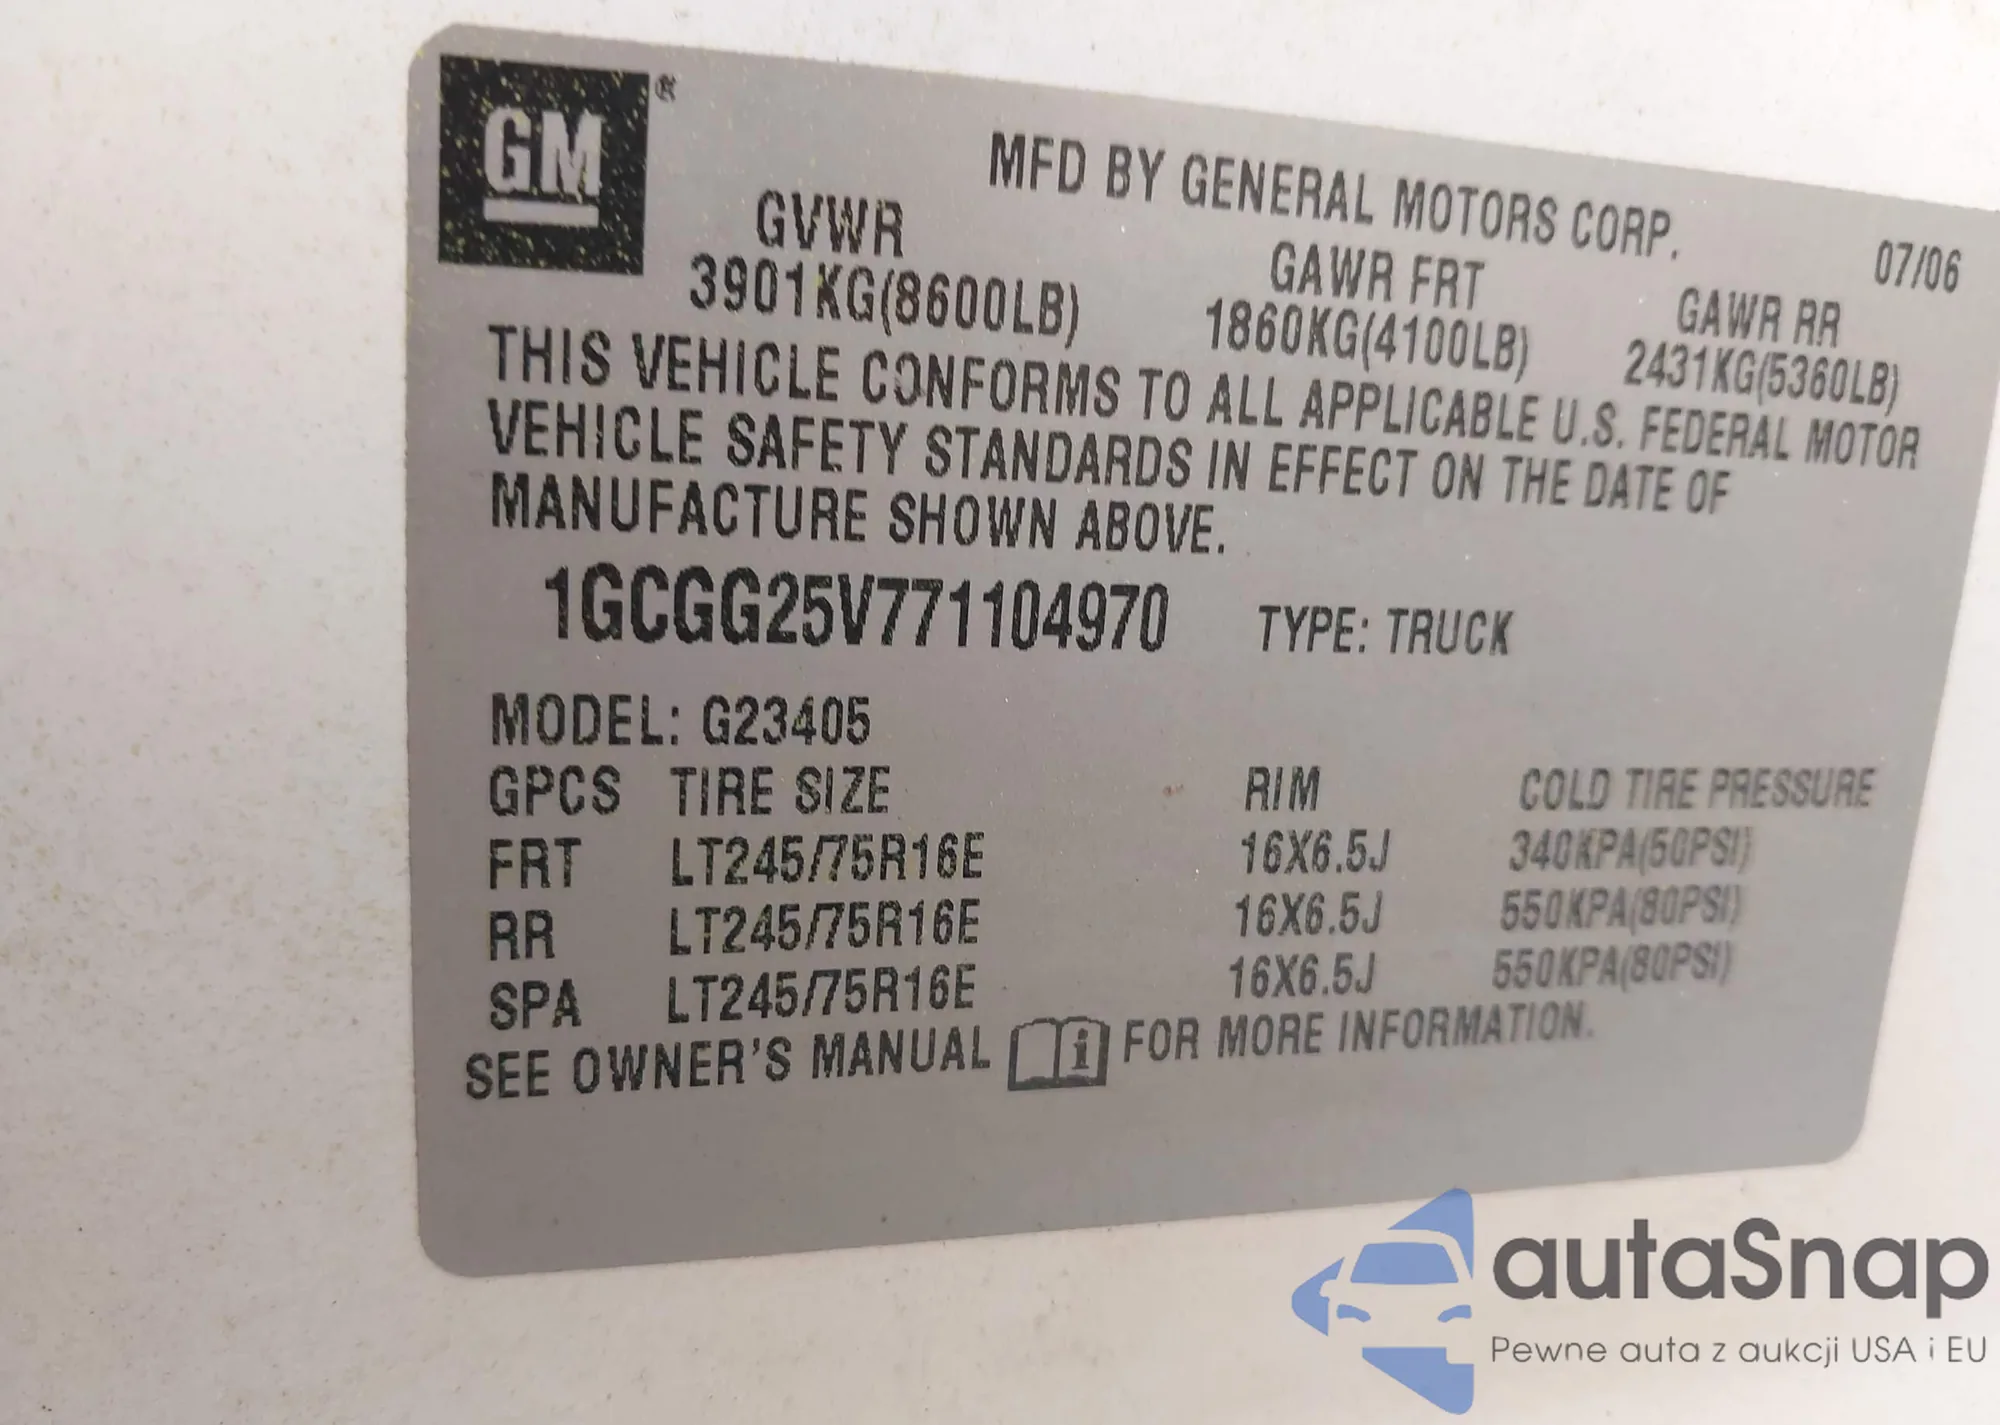 GM®
MFD BY GENERAL MOTORS CORP.
07/06
GVWR
GAWR FRT
GAWR RR
3901KG(8600LB)
1860KG(4100LB)
2431KG(5360LB)
THIS VEHICLE CONFORMS TO ALL APPLICABLE U.S. FEDERAL MOTOR
VEHICLE SAFETY STANDARDS IN EFFECT ON THE DATE OF
MANUFACTURE SHOWN ABOVE.
1GCGG25V771104970 TYPE: TRUCK
MODEL: G23405
GPCS TIRE SIZE RIM COLD TIRE PRESSURE
FRT LT245/75R16E 16X6.5J 340KPA(50PSI)
RR LT245/75R16E 16X6.5J 550KPA(80PSI)
SPA LT245/75R16E 16X6.5J 550KPA(80PSI)
SEE OWNER'S MANUAL i FOR MORE INFORMATION.
autaSnap
Pewne auta z aukcji USA i EU